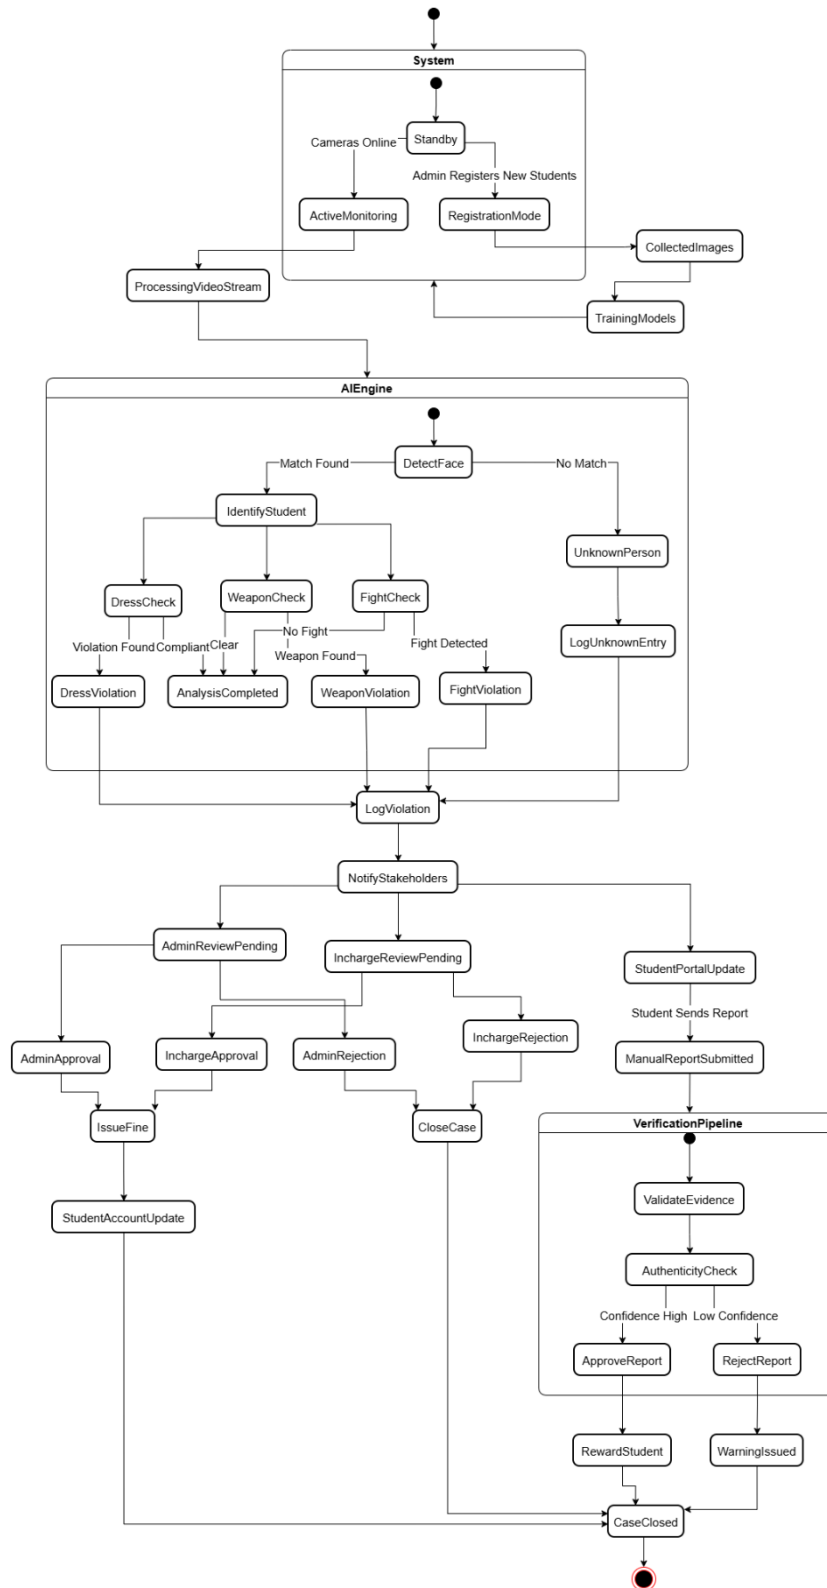 System
Standby
Cameras Online
Admin Registers New Students
ActiveMonitoring
RegistrationMode
CollectedImages
ProcessingVideoStream
TrainingModels
AIEngine
Match Found
DetectFace
No Match
IdentifyStudent
UnknownPerson
DressCheck
WeaponCheck
FightCheck
No Fight
Violation Found
Compliant
Clear
Fight Detected
LogUnknownEntry
Weapon Found
DressViolation
AnalysisCompleted
WeaponViolation
FightViolation
LogViolation
NotifyStakeholders
AdminReviewPending
InchargeReviewPending
StudentPortalUpdate
Student Sends Report
AdminApproval
InchargeApproval
AdminRejection
InchargeRejection
ManualReportSubmitted
IssueFine
CloseCase
VerificationPipeline
ValidateEvidence
StudentAccountUpdate
AuthenticityCheck
Confidence High
Low Confidence
ApproveReport
RejectReport
RewardStudent
WarningIssued
CaseClosed